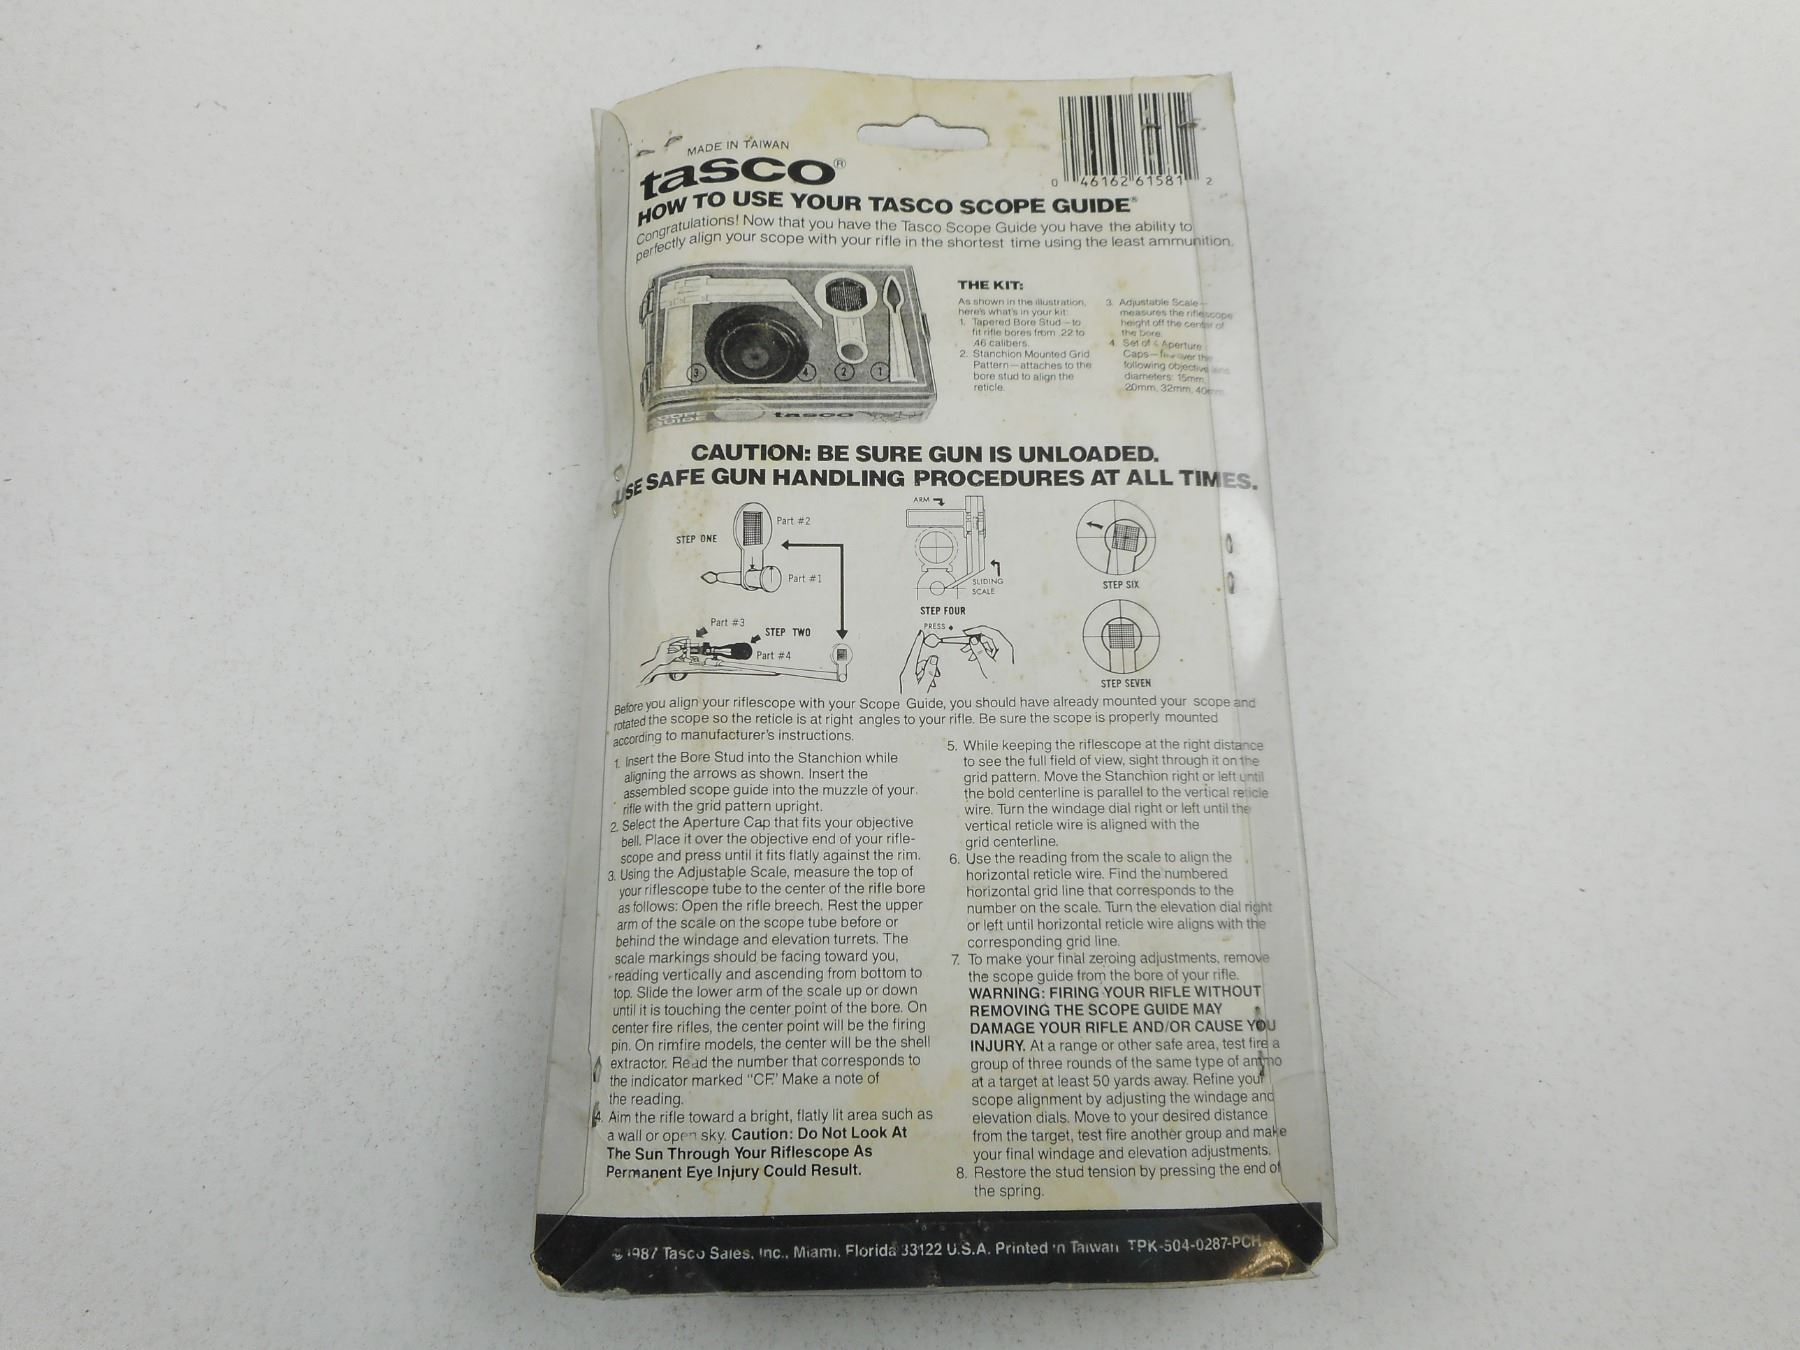 MADE IN TAIWAN
tasco®
0 46162 61581 2
HOW TO USE YOUR TASCO SCOPE GUIDE®
Congratulations! Now that you have the Tasco Scope Guide you have the ability to
perfectly align your scope with your rifle in the shortest time using the least ammunition.
3
4
2
1
SCOPE
GUIDE
tasco
THE KIT:
As shown in the illustration,
here's what's in your kit:
1. Tapered Bore Stud—to
fit rifle bores from .22 to
.46 calibers.
2. Stanchion Mounted Grid
Pattern—attaches to the
bore stud to align the
reticle.
3. Adjustable Scale—
measures the riflescope
height off the center of
the bore.
4. Set of 4 Aperture
Caps—fit over the
following objective lens
diameters: 15mm,
20mm, 32mm, 40mm.
CAUTION: BE SURE GUN IS UNLOADED.
USE SAFE GUN HANDLING PROCEDURES AT ALL TIMES.
STEP ONE
Part #2
Part #1
Part #3
STEP TWO
Part #4
ARM
SLIDING
SCALE
STEP FOUR
PRESS
STEP SIX
STEP SEVEN
Before you align your riflescope with your Scope Guide, you should have already mounted your scope and
rotated the scope so the reticle is at right angles to your rifle. Be sure the scope is properly mounted
according to manufacturer's instructions.
1. Insert the Bore Stud into the Stanchion while
aligning the arrows as shown. Insert the
assembled scope guide into the muzzle of your
rifle with the grid pattern upright.
2. Select the Aperture Cap that fits your objective
bell. Place it over the objective end of your rifle-
scope and press until it fits flatly against the rim.
3. Using the Adjustable Scale, measure the top of
your riflescope tube to the center of the rifle bore
as follows: Open the rifle breech. Rest the upper
arm of the scale on the scope tube before or
behind the windage and elevation turrets. The
scale markings should be facing toward you,
reading vertically and ascending from bottom to
top. Slide the lower arm of the scale up or down
until it is touching the center point of the bore. On
center fire rifles, the center point will be the firing
pin. On rimfire models, the center will be the shell
extractor. Read the number that corresponds to
the indicator marked "CF." Make a note of
the reading.
4. Aim the rifle toward a bright, flatly lit area such as
a wall or open sky. Caution: Do Not Look At
The Sun Through Your Riflescope As
Permanent Eye Injury Could Result.
5. While keeping the riflescope at the right distance
to see the full field of view, sight through it on the
grid pattern. Move the Stanchion right or left until
the bold centerline is parallel to the vertical reticle
wire. Turn the windage dial right or left until the
vertical reticle wire is aligned with the
grid centerline.
6. Use the reading from the scale to align the
horizontal reticle wire. Find the numbered
horizontal grid line that corresponds to the
number on the scale. Turn the elevation dial right
or left until horizontal reticle wire aligns with the
corresponding grid line.
7. To make your final zeroing adjustments, remove
the scope guide from the bore of your rifle.
WARNING: FIRING YOUR RIFLE WITHOUT
REMOVING THE SCOPE GUIDE MAY
DAMAGE YOUR RIFLE AND/OR CAUSE YOU
INJURY. At a range or other safe area, test fire a
group of three rounds of the same type of ammo
at a target at least 50 yards away. Refine your
scope alignment by adjusting the windage and
elevation dials. Move to your desired distance
from the target, test fire another group and make
your final windage and elevation adjustments.
8. Restore the stud tension by pressing the end of
the spring.
© 1987 Tasco Sales, Inc., Miami, Florida 33122 U.S.A. Printed in Taiwan TPK-504-0287-PCH